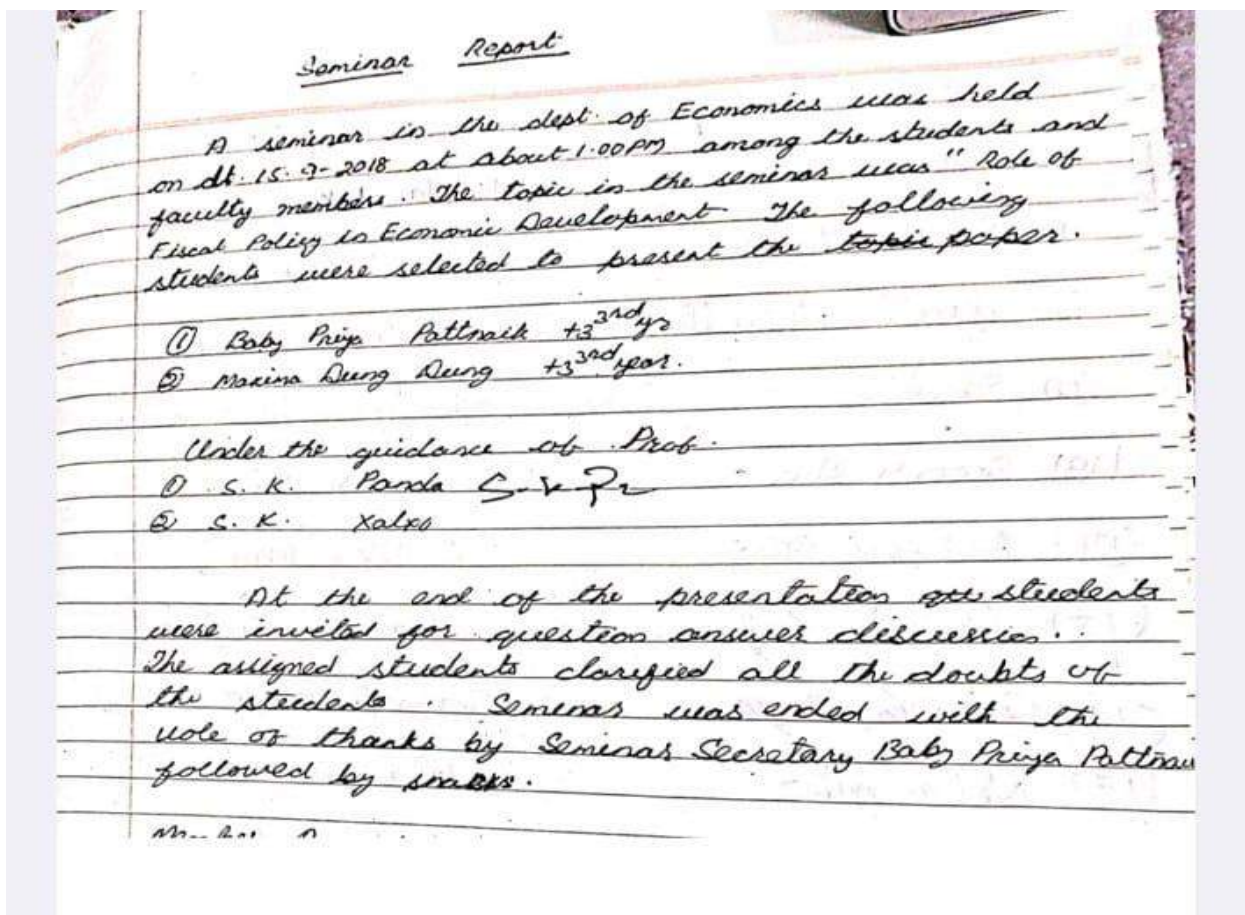 Seminar Report
A seminar in the dept. of Economics was held
on dt. 15-9-2018 at about 1.00 PM among the students and
faculty members. The topic in the seminar was " Role of
Fiscal Policy in Economic Development. The following
students were selected to present the topic paper.
① Baby Priya Pattnaik +3 3rd yr
② Maxima Dung Dung +3 3rd year.
Under the guidance of Prof.
① S. K. Panda
② S. K. Xalxo
At the end of the presentation students
were invited for question answer discussion.
The assigned students clarified all the doubts of
the students. Seminar was ended with the
vote of thanks by Seminar Secretary Baby Priya Pattnai
followed by snacks.